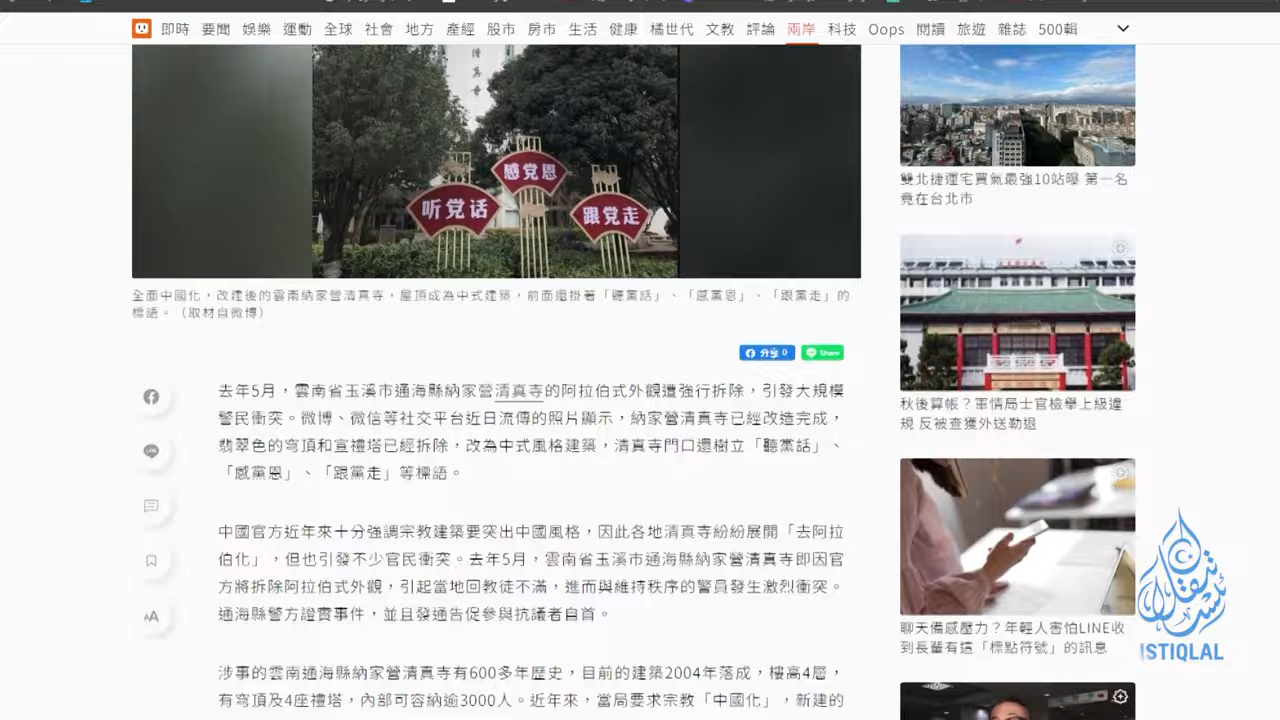 即時 要聞 娛樂 運動 全球 社會 地方 產經 股市 房市 生活 健康 橘世代 文教 評論 兩岸 科技 Oops 閱讀 旅遊 雜誌 500輯
清真寺
感党恩
听党话
跟党走
全面中國化，改建後的雲南納家營清真寺，屋頂成為中式建築，前面還掛著「聽黨話」、「感黨恩」、「跟黨走」的
標語。（取材自微博）
分享 0
Share
去年5月，雲南省玉溪市通海縣納家營清真寺的阿拉伯式外觀遭強行拆除，引發大規模
警民衝突。微博、微信等社交平台近日流傳的照片顯示，納家營清真寺已經改造完成，
翡翠色的穹頂和宣禮塔已經拆除，改為中式風格建築，清真寺門口還樹立「聽黨話」、
「感黨恩」、「跟黨走」等標語。
中國官方近年來十分強調宗教建築要突出中國風格，因此各地清真寺紛紛展開「去阿拉
伯化」，但也引發不少官民衝突。去年5月，雲南省玉溪市通海縣納家營清真寺即因官
方將拆除阿拉伯式外觀，引起當地回教徒不滿，進而與維持秩序的警員發生激烈衝突。
通海縣警方證實事件，並且發通告促參與抗議者自首。
涉事的雲南通海縣納家營清真寺有600多年歷史，目前的建築2004年落成，樓高4層，
有穹頂及4座禮塔，內部可容納逾3000人。近年來，當局要求宗教「中國化」，新建的
AA
雙北捷運宅買氣最強10站曝 第一名
竟在台北市
秋後算帳？軍情局士官檢舉上級違
規 反被查獲外送勒退
聊天備感壓力？年輕人害怕LINE收
到長輩有這「標點符號」的訊息
ISTIQLAL